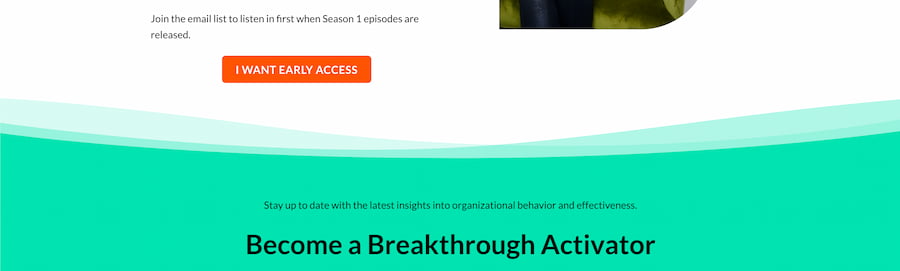 Join the email list to listen in first when Season 1 episodes are
released.
I WANT EARLY ACCESS
Stay up to date with the latest insights into organizational behavior and effectiveness.
Become a Breakthrough Activator